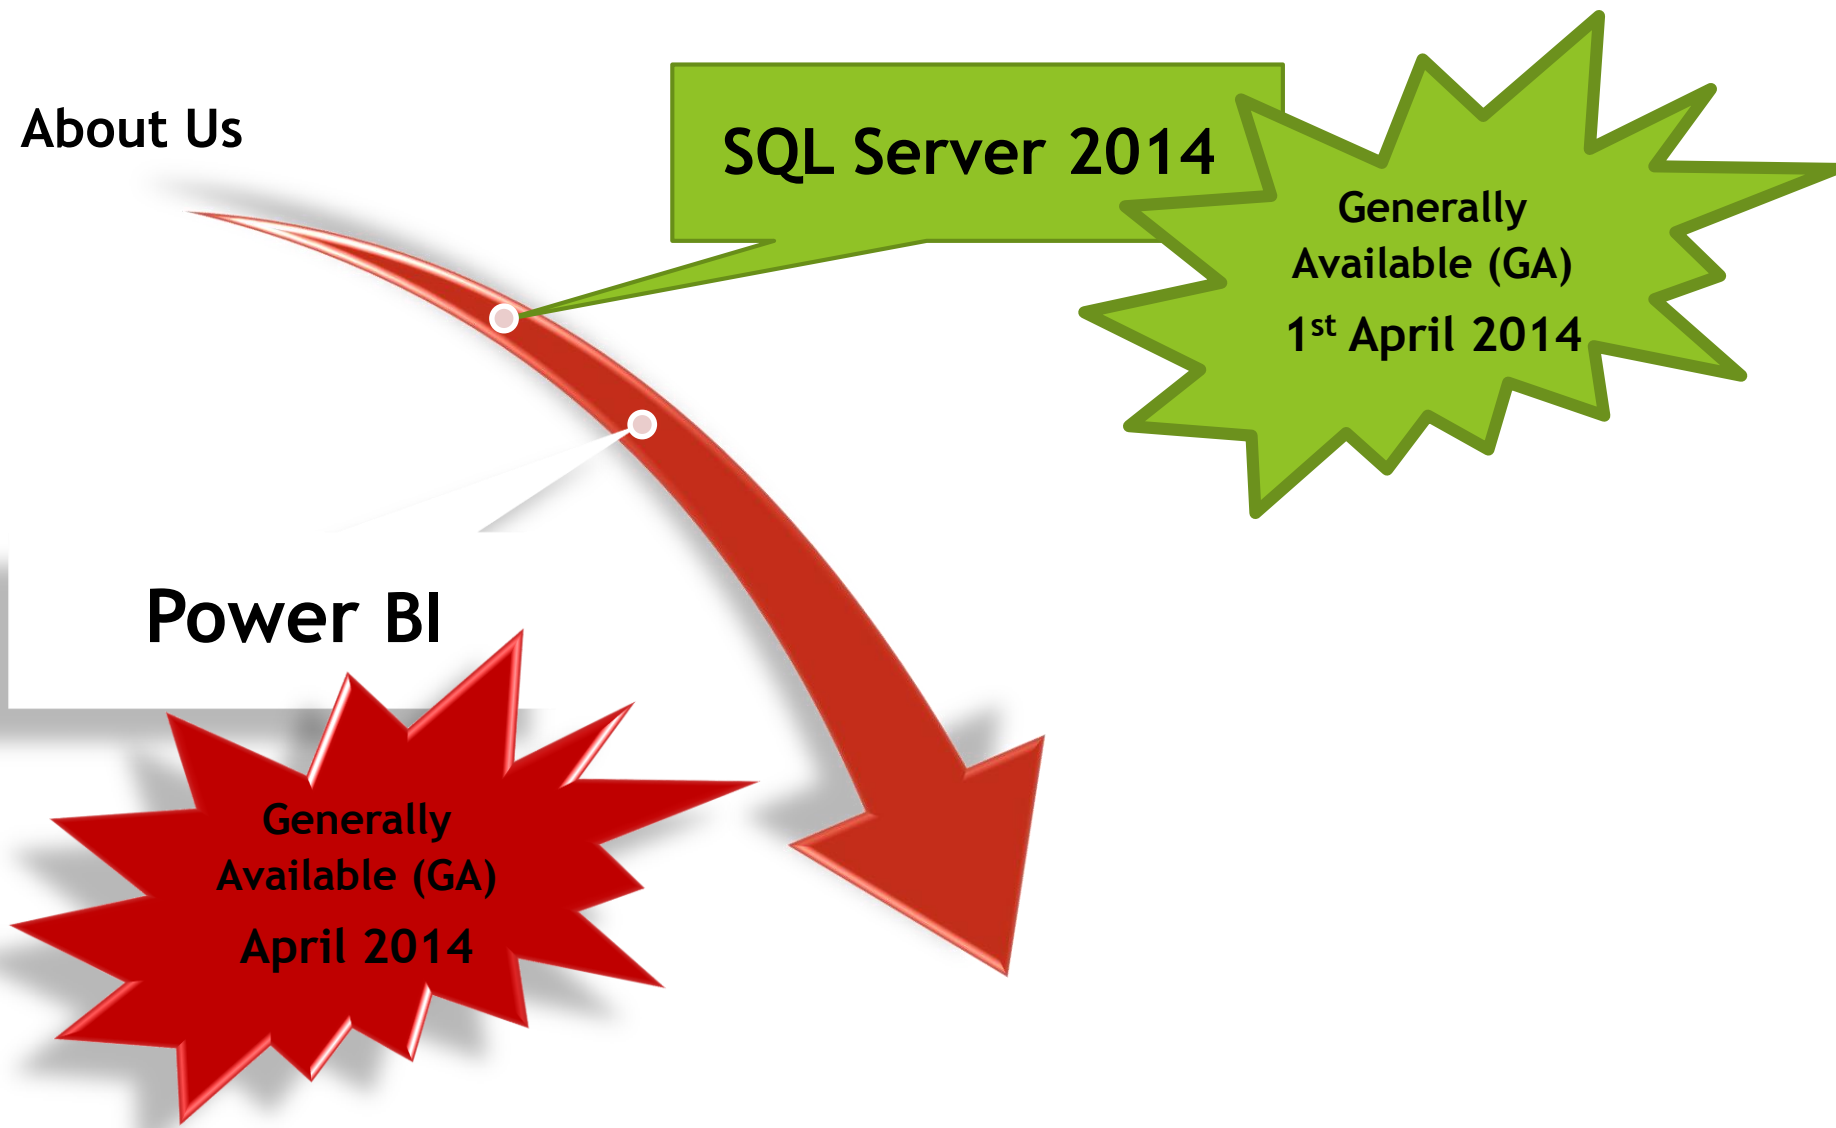 About Us
SQL Server 2014
Generally
Available (GA)
1st April 2014
Power BI
Generally
Available (GA)
April 2014